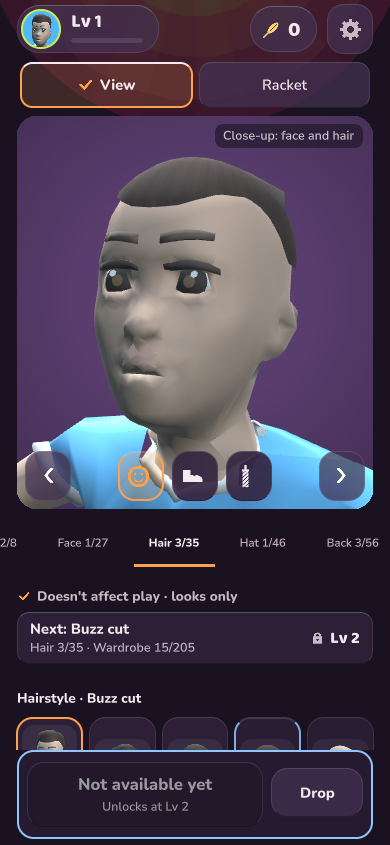 Lv 1
0
View
Racket
Close-up: face and hair
2/8
Face 1/27
Hair 3/35
Hat 1/46
Back 3/56
Doesn't affect play · looks only
Next: Buzz cut
Hair 3/35 · Wardrobe 15/205
Lv 2
Hairstyle · Buzz cut
Not available yet
Unlocks at Lv 2
Drop